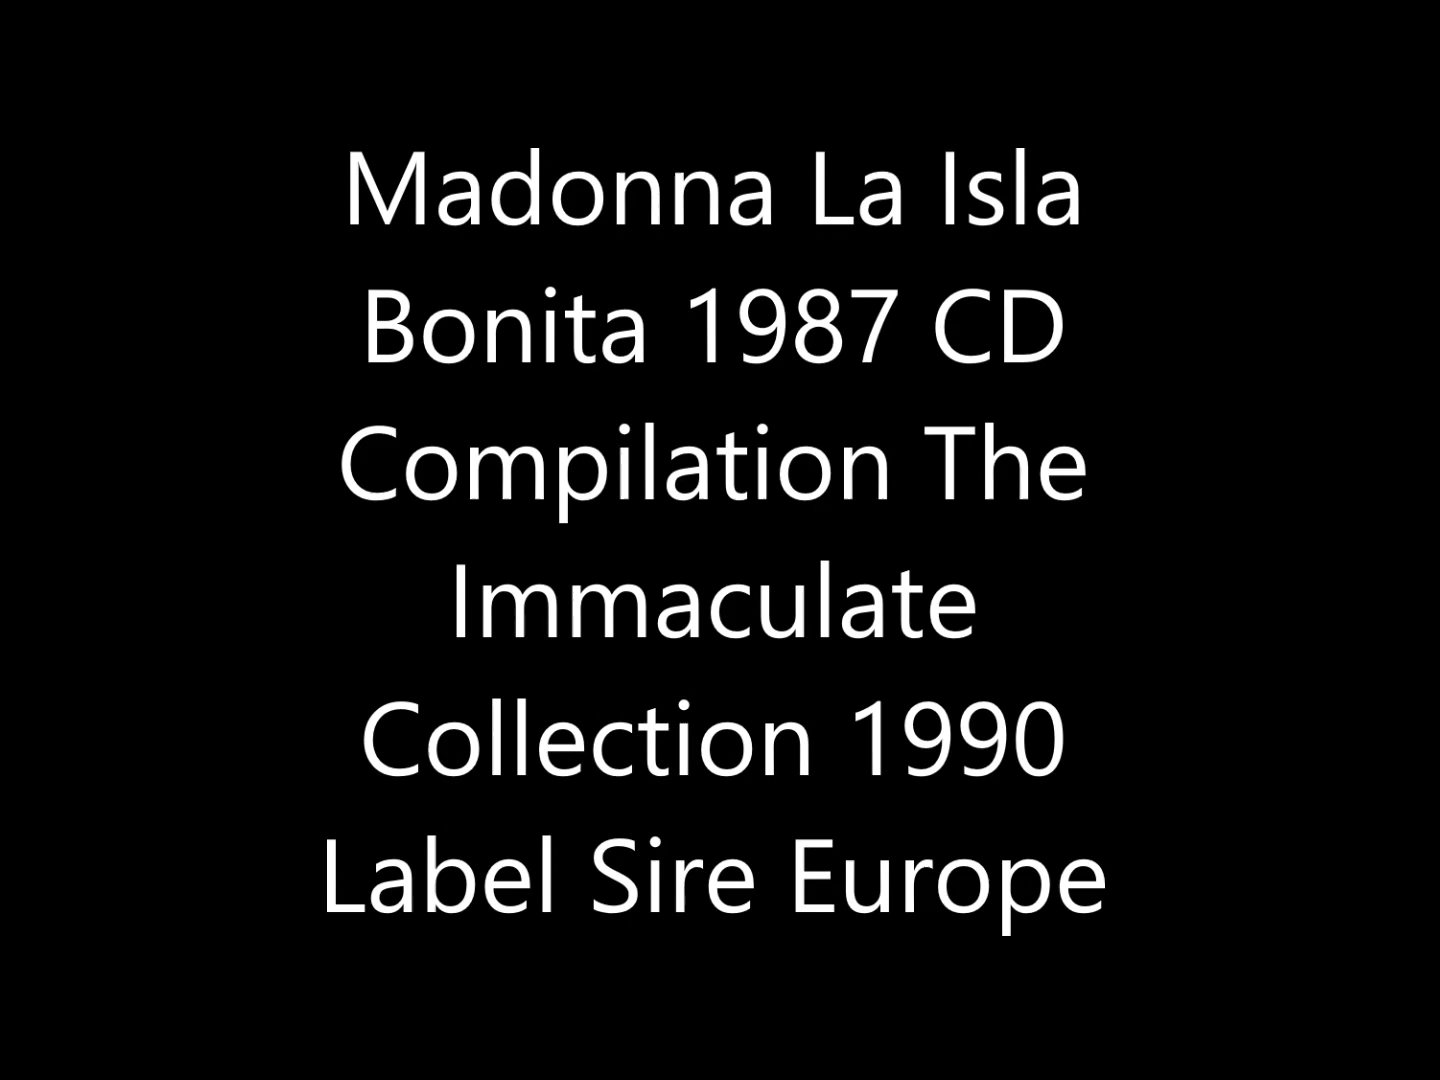 Madonna La Isla
Bonita 1987 CD
Compilation The
Immaculate
Collection 1990
Label Sire Europe